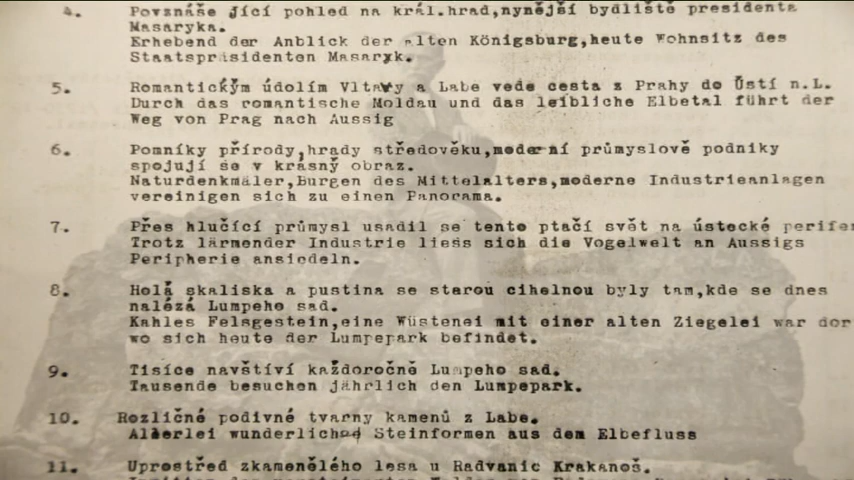 4. Povznáše jící pohled na král.hrad,nynější bydliště presidenta
Masaryka.
Erhebend der Anblick der alten Königsburg,heute Wohnsitz des
Staatspräsidenten Masaryk.
5. Romantickým údolím Vltavy a Labe vede cesta z Prahy do Ústí n.L.
Durch das romantische Moldau und das leibliche Elbetal führt der
Weg von Prag nach Aussig
6. Pomníky přírody,hrady středověku,moderní průmyslové podniky
spojují se v krásný obraz.
Naturdenkmäler,Burgen des Mittelalters,moderne Industrieanlagen
vereinigen sich zu einen Panorama.
7. Přes hlučící průmysl usadil se tento ptačí svět na ústecké perifer
Trotz lärmender Industrie liess sich die Vogelwelt an Aussigs
Peripherie ansiedeln.
8. Holá skaliska a pustina se starou cihelnou byly tam,kde se dnes
nalézá Lumpeho sad.
Kahles Felsgestein,eine Wüstenei mit einer alten Ziegelei war dor
wo sich heute der Lumpepark befindet.
9. Tisíce navštíví každoročně Lumpeho sad.
Tausende besuchen jährlich den Lumpepark.
10. Rozličné podivné tvarny kamenů z Labe.
Allerlei wunderliche Steinformen aus dem Elbefluss
11. Uprostřed zkamenělého lesa u Radvanic Krakanoš.